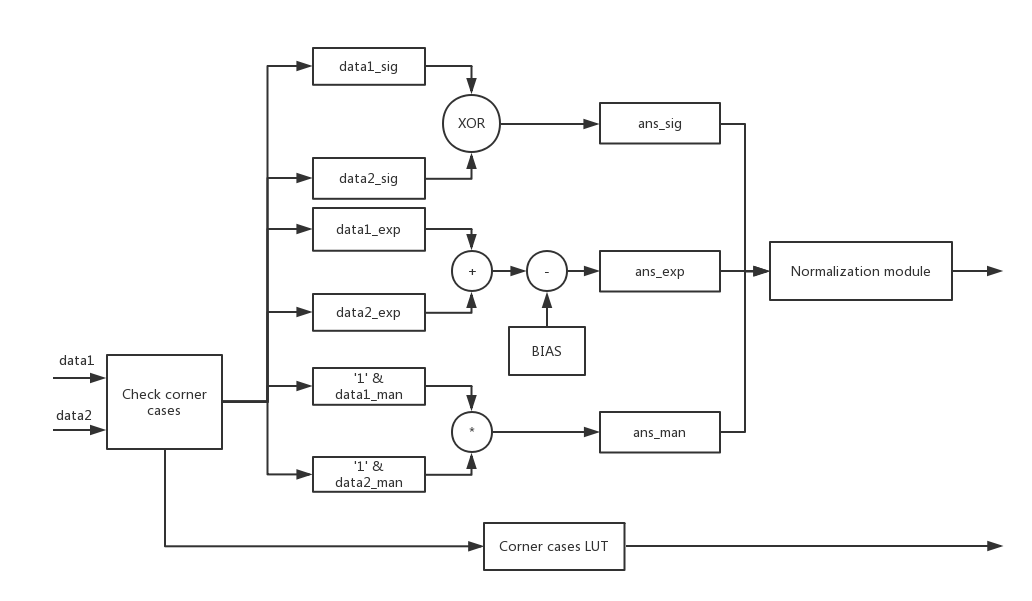 data1_sig
XOR
ans_sig
data2_sig
data1_exp
+
-
ans_exp
Normalization module
data2_exp
BIAS
data1
data2
Check corner
cases
'1' &
data1_man
*
ans_man
'1' &
data2_man
Corner cases LUT